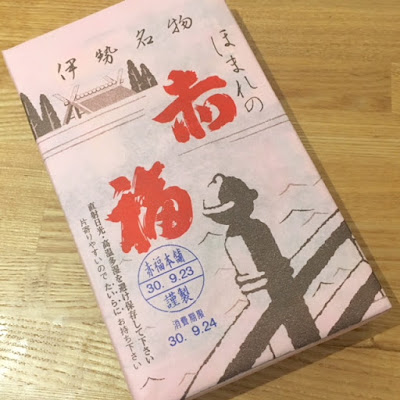 伊勢名物
ほまれの
赤福
直射日光・高温多湿を避け保存して下さい
片寄りやすいのでたいらにお持ち下さい
赤福本舗
30. 9.23
謹製
消費期限
30. 9.24